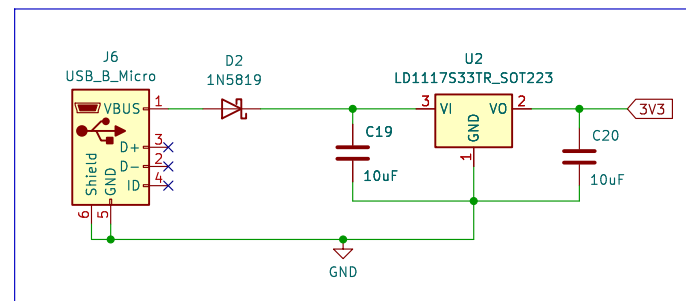 J6
USB_B_Micro
D2
1N5819
U2
LD1117S33TR_SOT223
1
VBUS
3
VI
VO
2
3V3
GND
1
C19
10uF
C20
10uF
D+
3
D-
2
ID
4
Shield
GND
6
5
GND